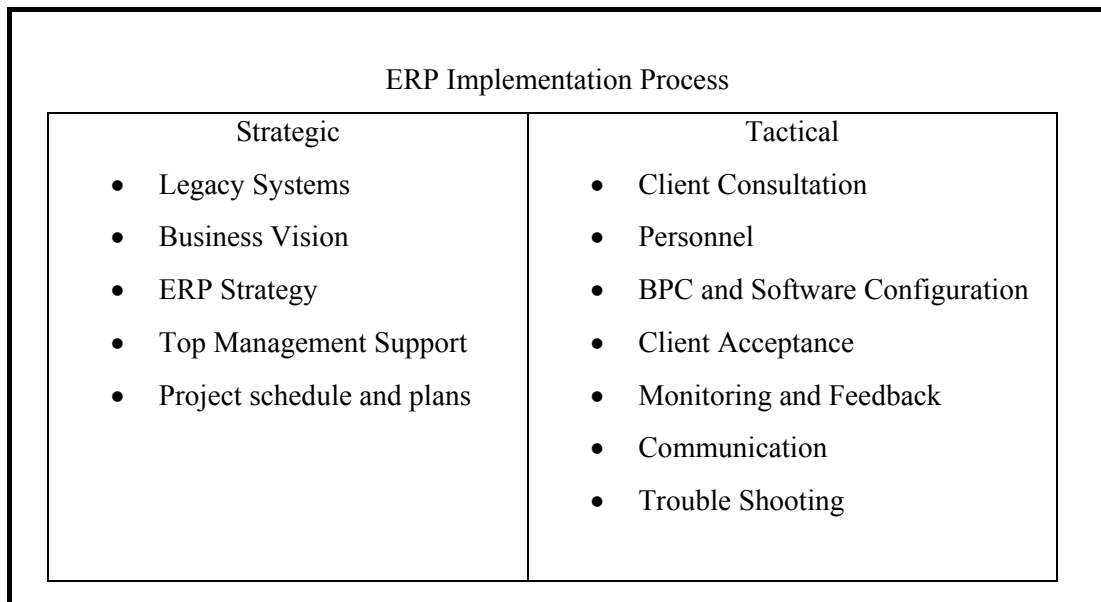 ERP Implementation Process
Strategic
• Legacy Systems
• Business Vision
• ERP Strategy
• Top Management Support
• Project schedule and plans
Tactical
• Client Consultation
• Personnel
• BPC and Software Configuration
• Client Acceptance
• Monitoring and Feedback
• Communication
• Trouble Shooting